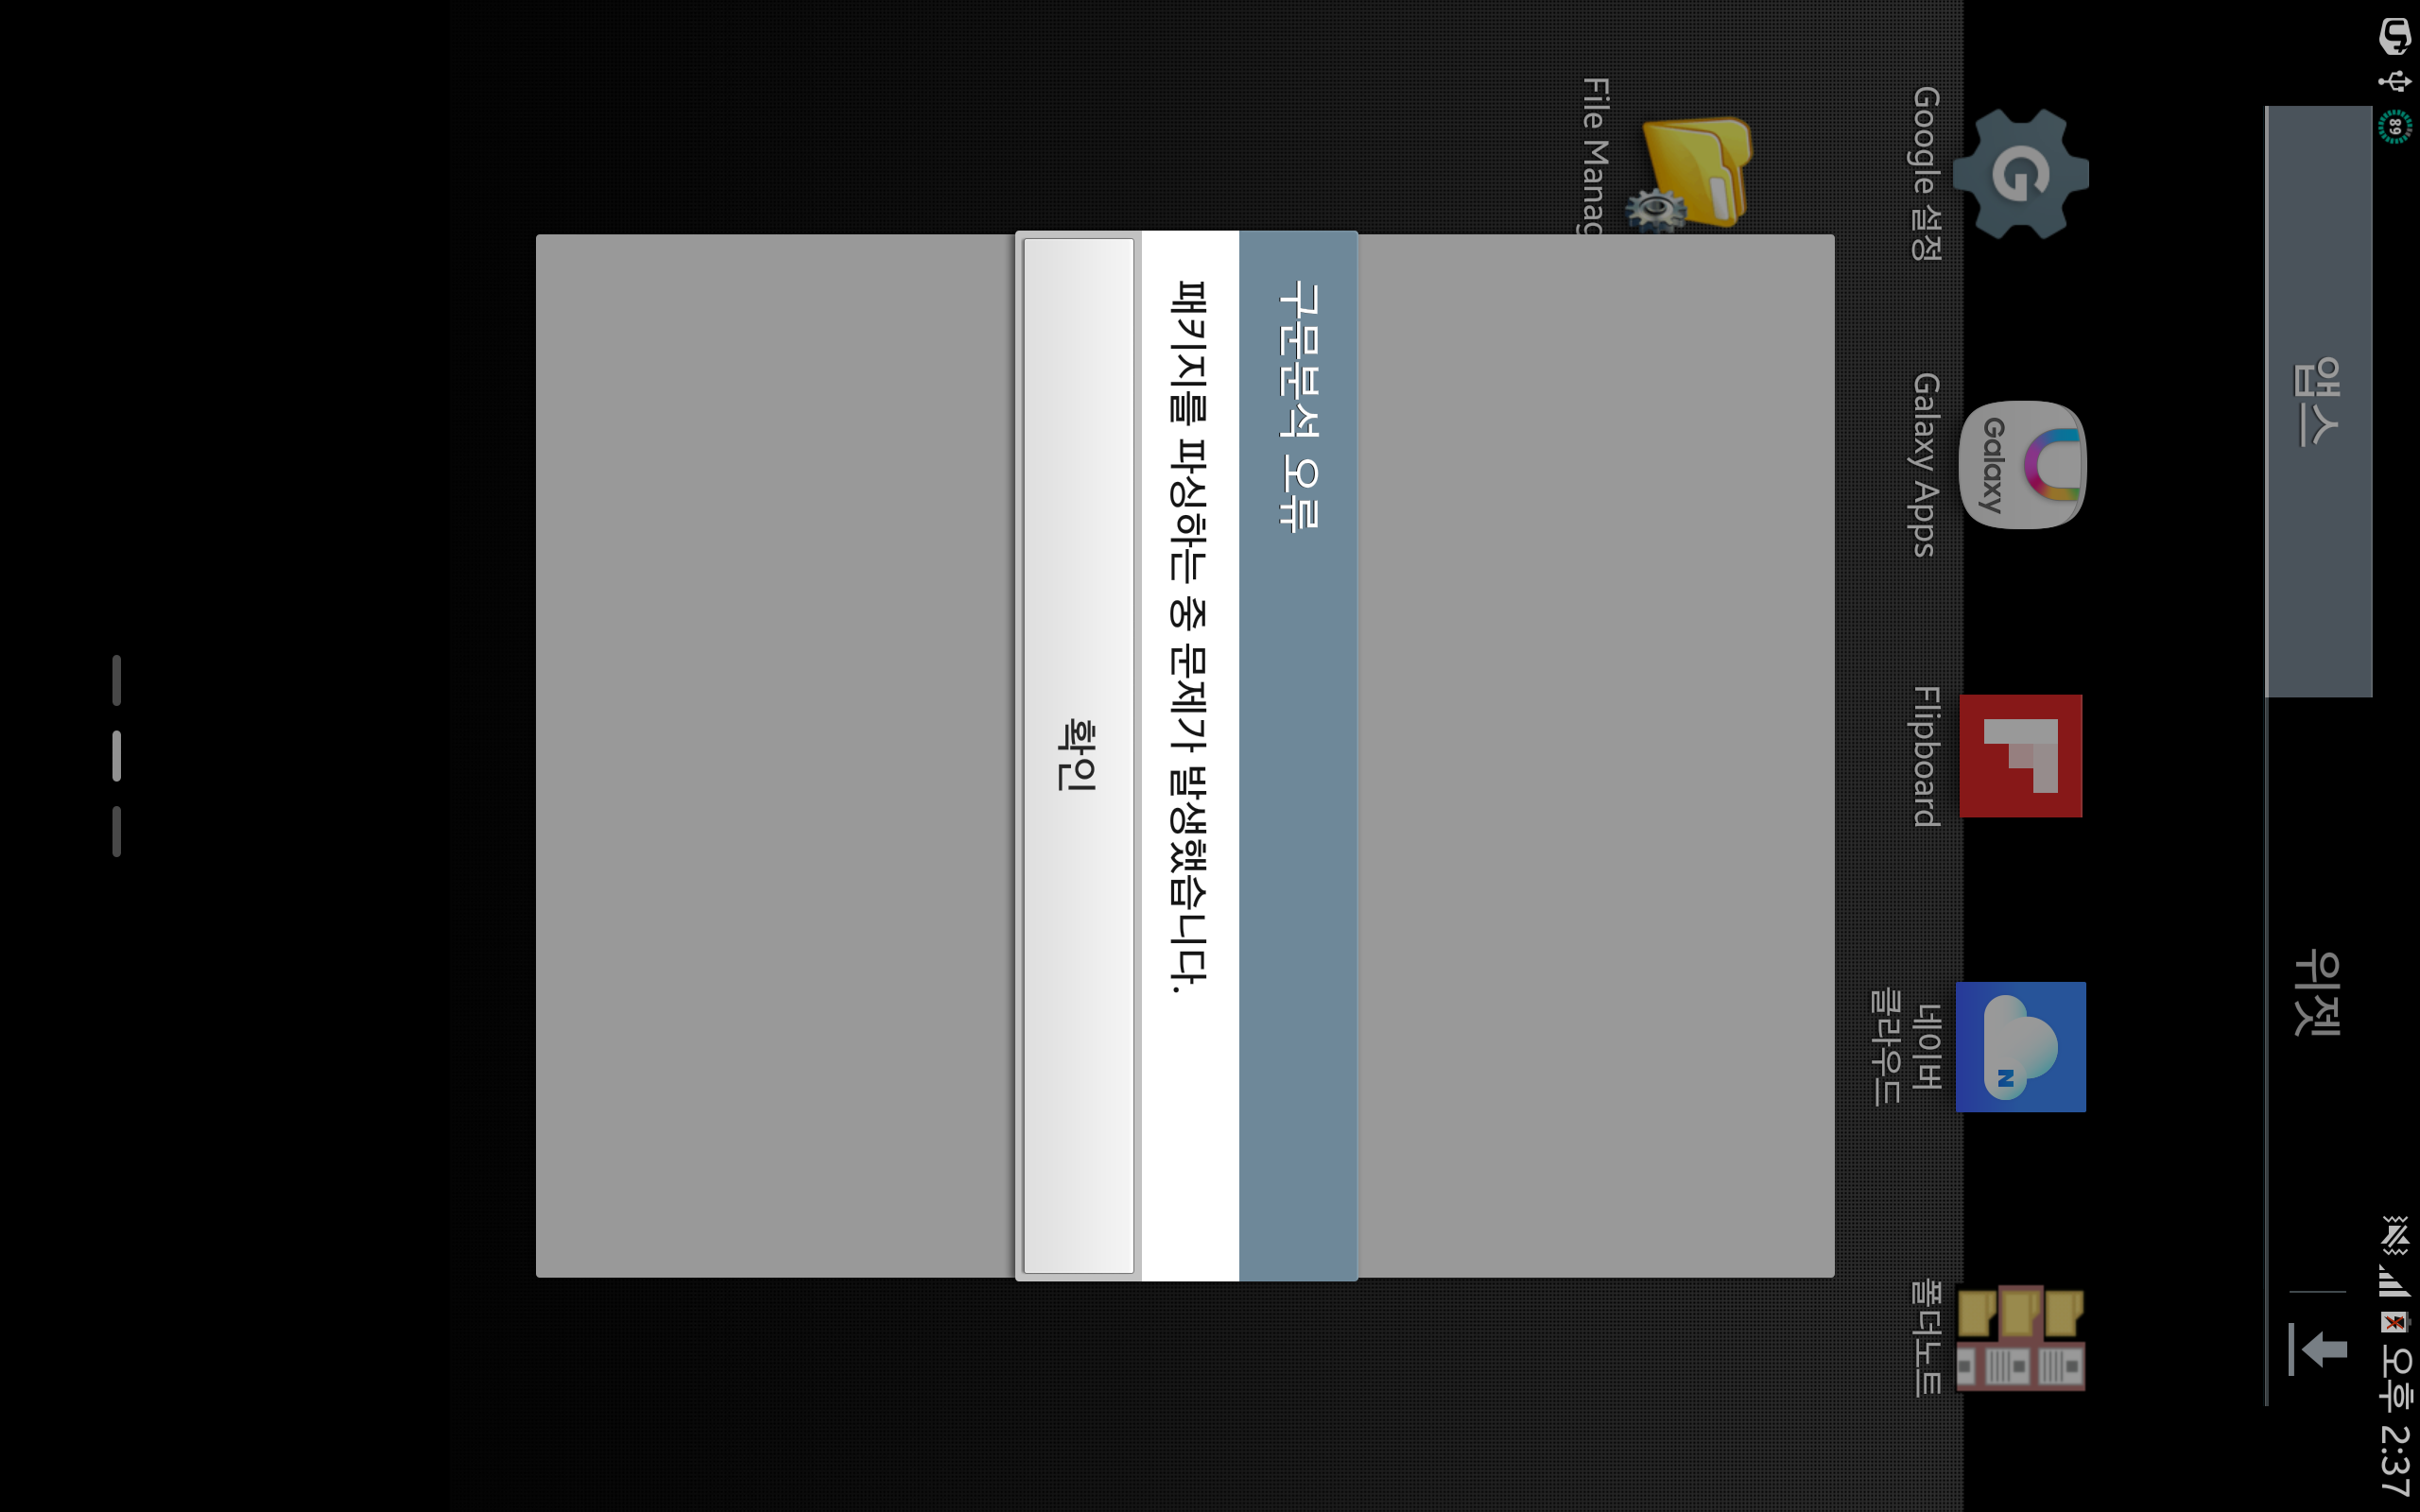 89
오후 2:37
앱스
위젯
Google 설정
Galaxy
Galaxy Apps
Flipboard
N
네이버
클라우드
폴더노트
File Manag
구문분석 오류
패키지를 파싱하는 중 문제가 발생했습니다.
확인